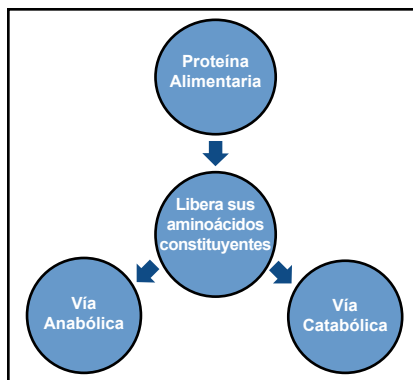 Proteína
Alimentaria
Libera sus
aminoácidos
constituyentes
Vía
Anabólica
Vía
Catabólica